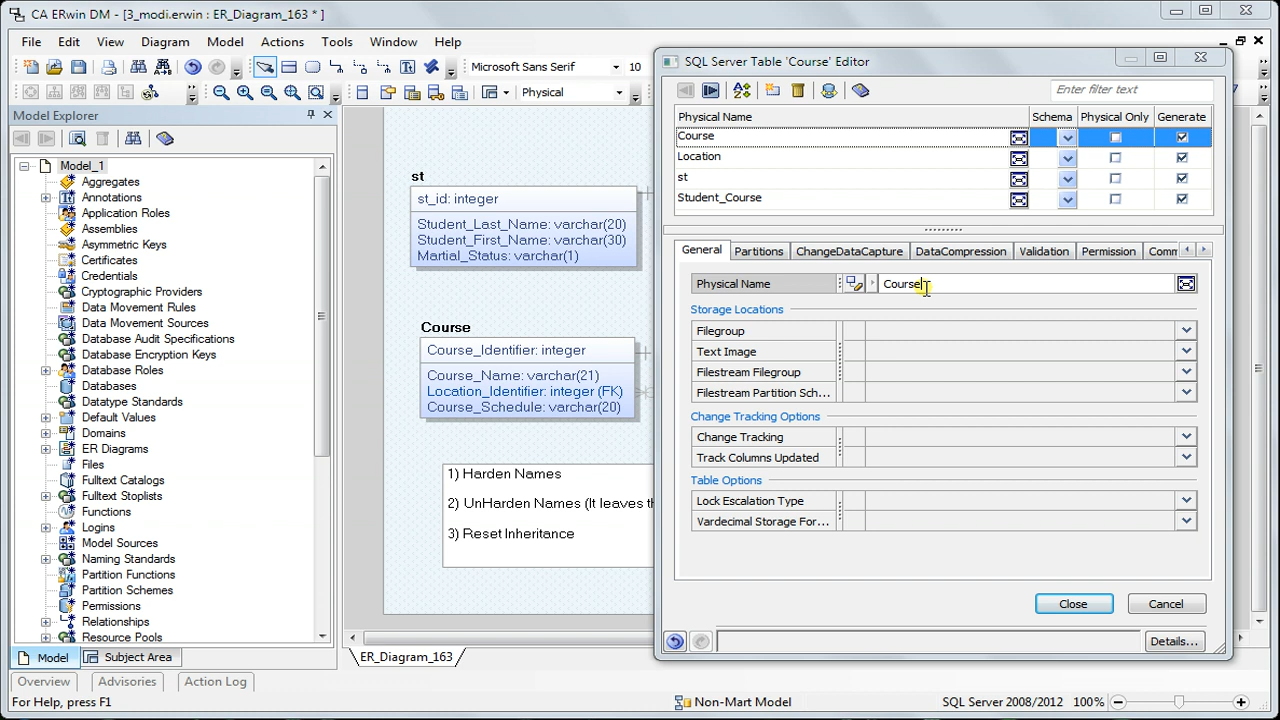 CA ERwin DM - [3_modi.erwin : ER_Diagram_163 * ]
File Edit View Diagram Model Actions Tools Window Help
Microsoft Sans Serif 10
Physical
Model Explorer
Model_1
Aggregates
Annotations
Application Roles
Assemblies
Asymmetric Keys
Certificates
Credentials
Cryptographic Providers
Data Movement Rules
Data Movement Sources
Database Audit Specifications
Database Encryption Keys
Database Roles
Databases
Datatype Standards
Default Values
Domains
ER Diagrams
Files
Fulltext Catalogs
Fulltext Stoplists
Functions
Logins
Model Sources
Naming Standards
Partition Functions
Partition Schemes
Permissions
Relationships
Resource Pools
Model Subject Area
st
st_id: integer
Student_Last_Name: varchar(20)
Student_First_Name: varchar(30)
Martial_Status: varchar(1)
Course
Course_Identifier: integer
Course_Name: varchar(21)
Location_Identifier: integer (FK)
Course_Schedule: varchar(20)
1) Harden Names
2) UnHarden Names (It leaves th
3) Reset Inheritance
ER_Diagram_163
SQL Server Table 'Course' Editor
Enter filter text
Physical Name Schema Physical Only Generate
Course
Location
st
Student_Course
General Partitions ChangeDataCapture DataCompression Validation Permission Comm
Physical Name Course
Storage Locations
Filegroup
Text Image
Filestream Filegroup
Filestream Partition Sch...
Change Tracking Options
Change Tracking
Track Columns Updated
Table Options
Lock Escalation Type
Vardecimal Storage For...
Close Cancel
Details...
Overview Advisories Action Log
For Help, press F1 Non-Mart Model SQL Server 2008/2012 100%